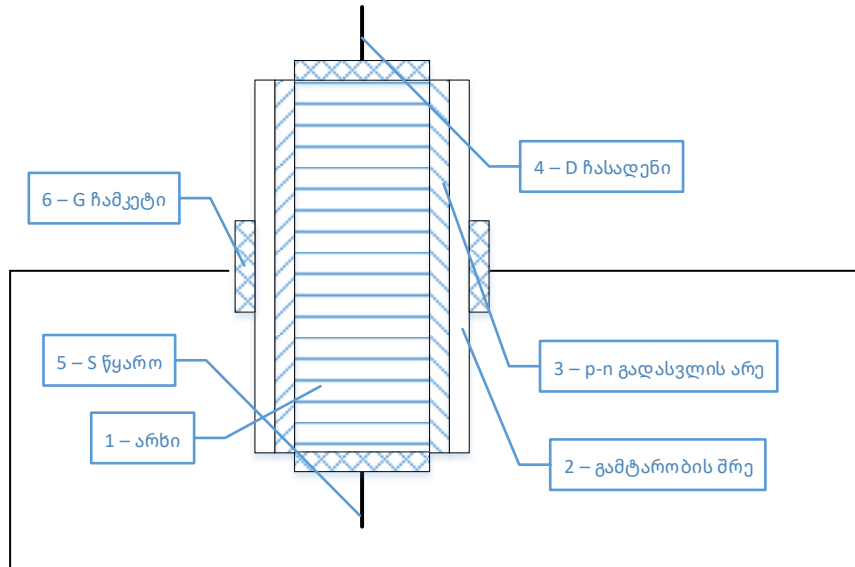 4 – D ჩასადენი
6 – G ჩამკეტი
5 – S წყარო
3 – p-n გადასვლის არე
1 – არხი
2 – გამტარობის შრე